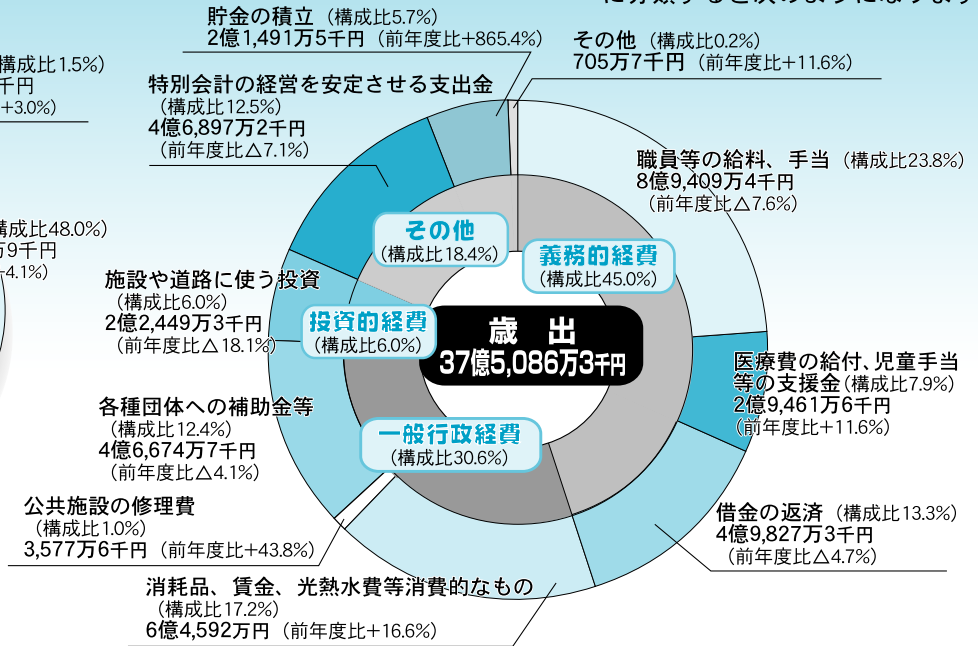 に分類すると次のようになります
貯金の積立（構成比5.7%）
2億1,491万5千円（前年度比+865.4%）
その他（構成比0.2%）
705万7千円（前年度比+11.6%）
構成比1.5%）
千円
+3.0%）
特別会計の経営を安定させる支出金
（構成比12.5%）
4億6,897万2千円
（前年度比△7.1%）
職員等の給料、手当（構成比23.8%）
8億9,409万4千円
（前年度比△7.6%）
構成比48.0%）
万9千円
-4.1%）
その他
（構成比18.4%）
義務的経費
（構成比45.0%）
施設や道路に使う投資
（構成比6.0%）
2億2,449万3千円
（前年度比△18.1%）
投資的経費
（構成比6.0%）
歳　出
37億5,086万3千円
医療費の給付、児童手当
等の支援金（構成比7.9%）
2億9,461万6千円
（前年度比+11.6%）
各種団体への補助金等
（構成比12.4%）
4億6,674万7千円
（前年度比△4.1%）
一般行政経費
（構成比30.6%）
公共施設の修理費
（構成比1.0%）
3,577万6千円（前年度比+43.8%）
借金の返済（構成比13.3%）
4億9,827万3千円
（前年度比△4.7%）
消耗品、賃金、光熱水費等消費的なもの
（構成比17.2%）
6億4,592万円（前年度比+16.6%）